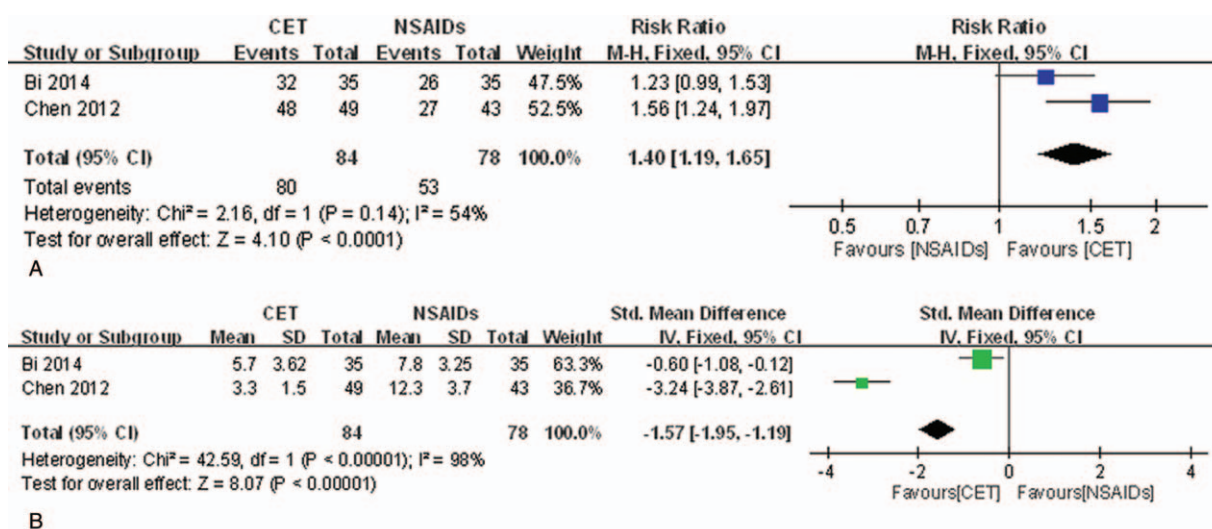 CET NSAIDs Risk Ratio Risk Ratio
Study or Subgroup Events Total Events Total Weight M-H, Fixed, 95% CI M-H, Fixed, 95% CI
Bi 2014 32 35 26 35 47.5% 1.23 [0.99, 1.53]
Chen 2012 48 49 27 43 52.5% 1.56 [1.24, 1.97]
Total (95% CI) 84 78 100.0% 1.40 [1.19, 1.65]
Total events 80 53
Heterogeneity: Chi² = 2.16, df = 1 (P = 0.14); I² = 54%
Test for overall effect: Z = 4.10 (P < 0.0001)
0.5 0.7 1 1.5 2
Favours [NSAIDs] Favours [CET]
A
CET NSAIDs Std. Mean Difference Std. Mean Difference
Study or Subgroup Mean SD Total Mean SD Total Weight IV, Fixed, 95% CI IV, Fixed, 95% CI
Bi 2014 5.7 3.62 35 7.8 3.25 35 63.3% -0.60 [-1.08, -0.12]
Chen 2012 3.3 1.5 49 12.3 3.7 43 36.7% -3.24 [-3.87, -2.61]
Total (95% CI) 84 78 100.0% -1.57 [-1.95, -1.19]
Heterogeneity: Chi² = 42.59, df = 1 (P < 0.00001); I² = 98%
Test for overall effect: Z = 8.07 (P < 0.00001)
-4 -2 0 2 4
Favours[CET] Favours[NSAIDs]
B